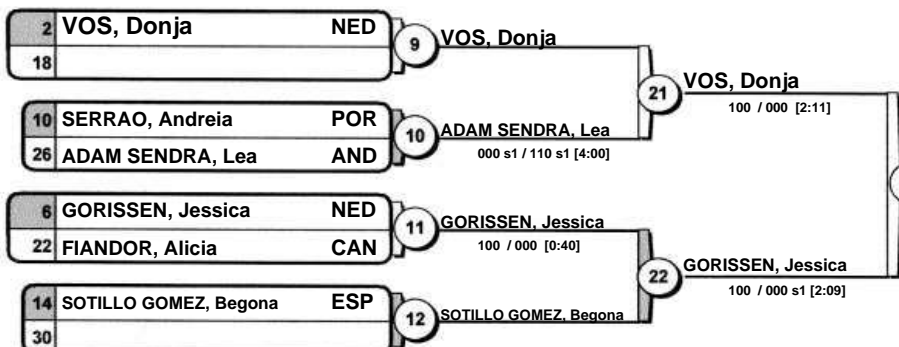 2 VOS, Donja NED
18
9
VOS, Donja
10 SERRAO, Andreia POR
26 ADAM SENDRA, Lea AND
10
ADAM SENDRA, Lea
000 s1 / 110 s1 [4:00]
21
VOS, Donja
100 / 000 [2:11]
6 GORISSEN, Jessica NED
22 FIANDOR, Alicia CAN
11
GORISSEN, Jessica
100 / 000 [0:40]
14 SOTILLO GOMEZ, Begona ESP
30
12
SOTILLO GOMEZ, Begona
22
GORISSEN, Jessica
100 / 000 s1 [2:09]